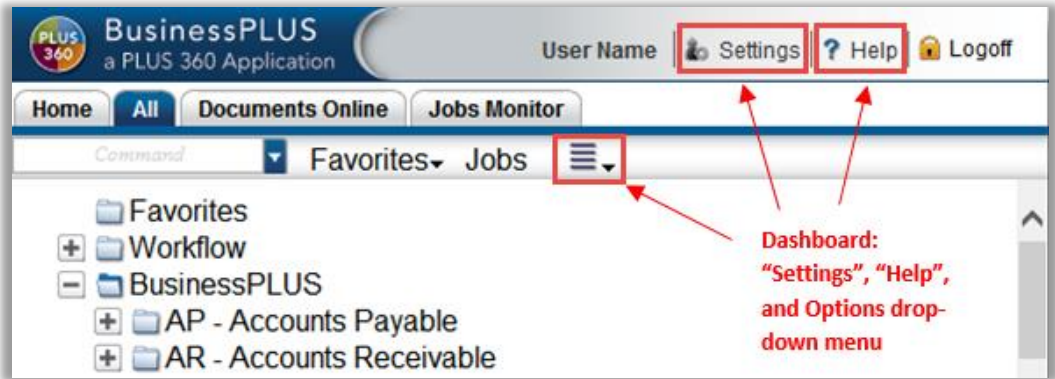 PLUS 360
BusinessPLUS
a PLUS 360 Application
User Name Settings ? Help Logoff
Home All Documents Online Jobs Monitor
Command Favorites Jobs
Favorites
Workflow
BusinessPLUS
AP - Accounts Payable
AR - Accounts Receivable
Dashboard:
“Settings”, “Help”,
and Options drop-
down menu